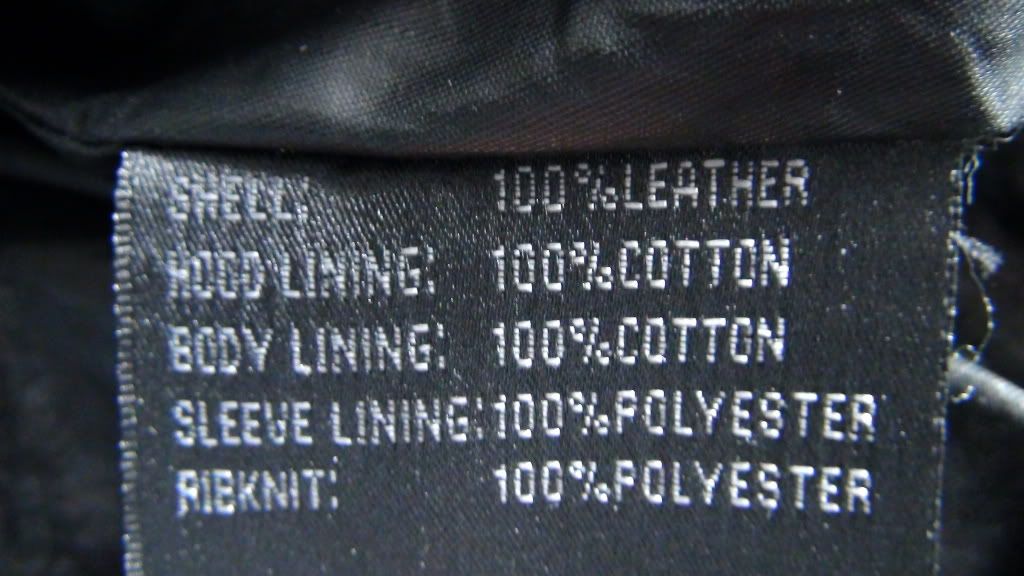 SHELL: 100%LEATHER
HOOD LINING: 100%COTTON
BODY LINING: 100%COTTON
SLEEVE LINING: 100%POLYESTER
RIBKNIT: 100%POLYESTER